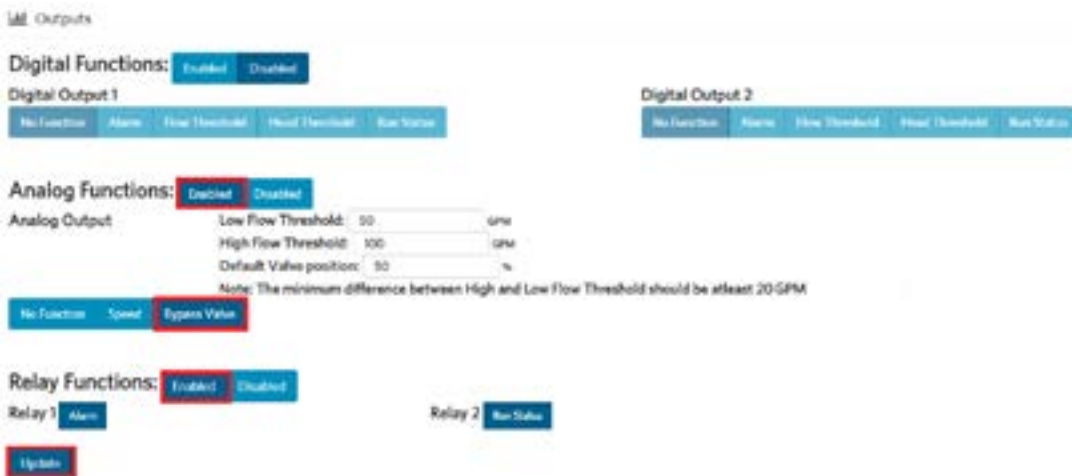 Outputs
Digital Functions: Enabled Disabled
Digital Output 1
No Function Alarm Flow Threshold Head Threshold Run Status
Digital Output 2
No Function Alarm Flow Threshold Head Threshold Run Status
Analog Functions: Enabled Disabled
Analog Output
Low Flow Threshold: 50 GPM
High Flow Threshold: 100 GPM
Default Valve position: 50 %
Note: The minimum difference between High and Low Flow Threshold should be atleast 20 GPM
No Function Speed Bypass Valve
Relay Functions: Enabled Disabled
Relay 1 Alarm
Relay 2 Run Status
Update